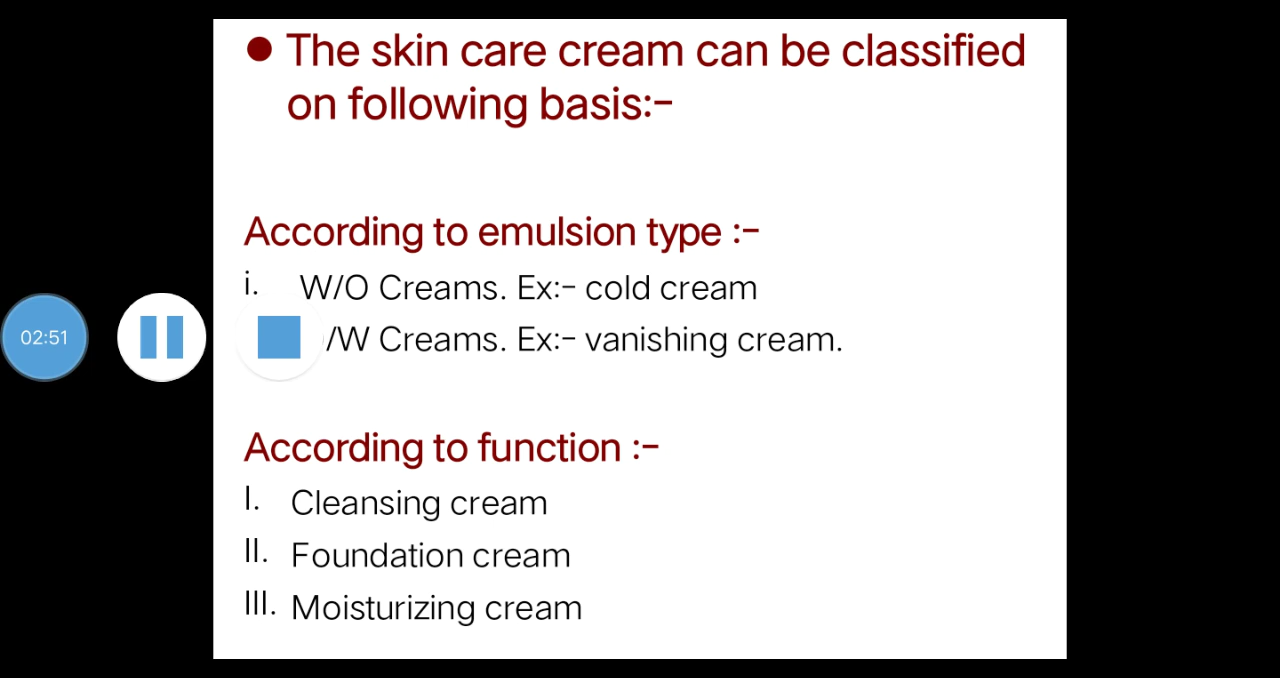 ● The skin care cream can be classified
on following basis:-
According to emulsion type :-
i. W/O Creams. Ex:- cold cream
/W Creams. Ex:- vanishing cream.
02:51
According to function :-
I. Cleansing cream
II. Foundation cream
III. Moisturizing cream